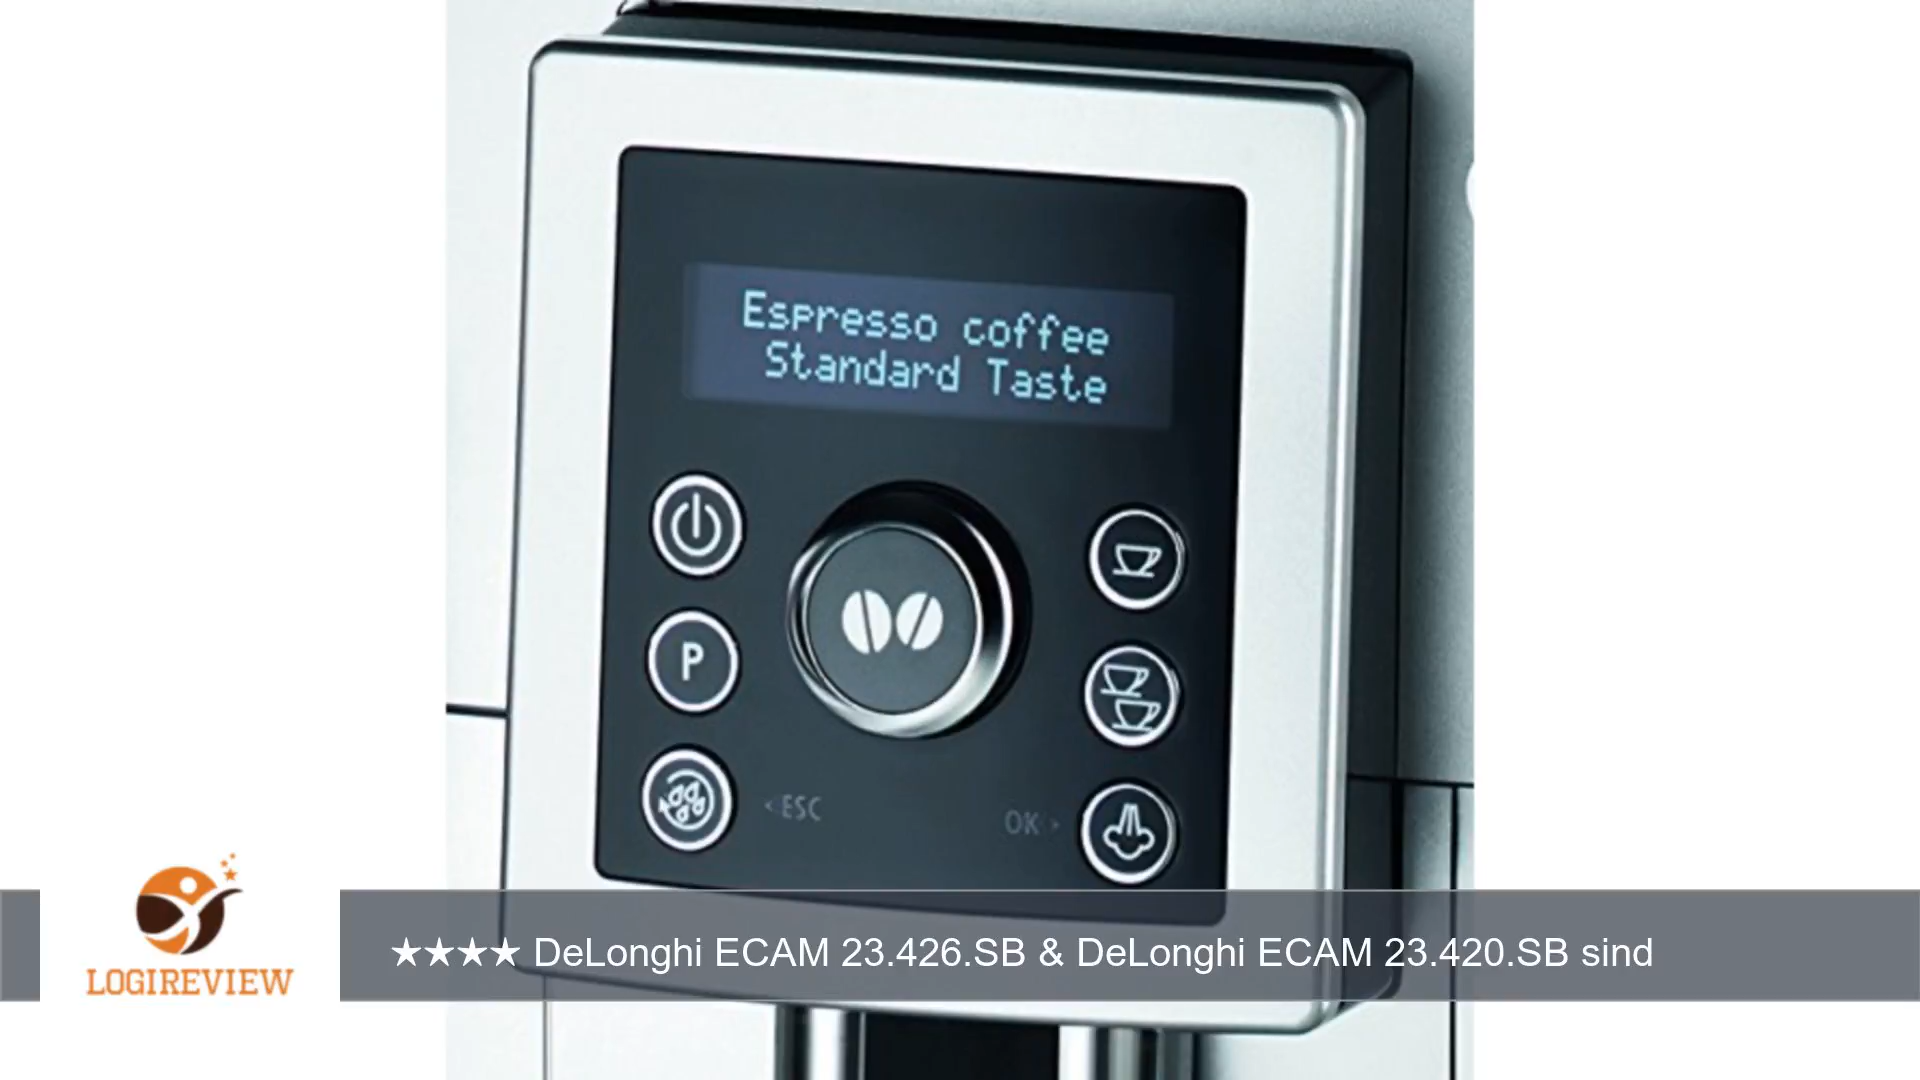 Espresso coffee
Standard Taste
P
<ESC
OK>
LOGIREVIEW
★★★★ DeLonghi ECAM 23.426.SB & DeLonghi ECAM 23.420.SB sind